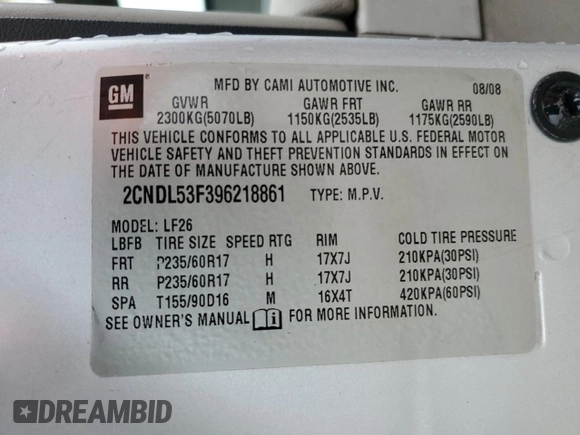 GM
MFD BY CAMI AUTOMOTIVE INC. 08/08
GVWR GAWR FRT GAWR RR
2300KG(5070LB) 1150KG(2535LB) 1175KG(2590LB)
THIS VEHICLE CONFORMS TO ALL APPLICABLE U.S. FEDERAL MOTOR
VEHICLE SAFETY AND THEFT PREVENTION STANDARDS IN EFFECT ON
THE DATE OF MANUFACTURE SHOWN ABOVE.
2CNDL53F396218861 TYPE: M.P.V.
MODEL: LF26
LBFB TIRE SIZE SPEED RTG RIM COLD TIRE PRESSURE
FRT P235/60R17 H 17X7J 210KPA(30PSI)
RR P235/60R17 H 17X7J 210KPA(30PSI)
SPA T155/90D16 M 16X4T 420KPA(60PSI)
SEE OWNER'S MANUAL FOR MORE INFORMATION.
DREAMBID